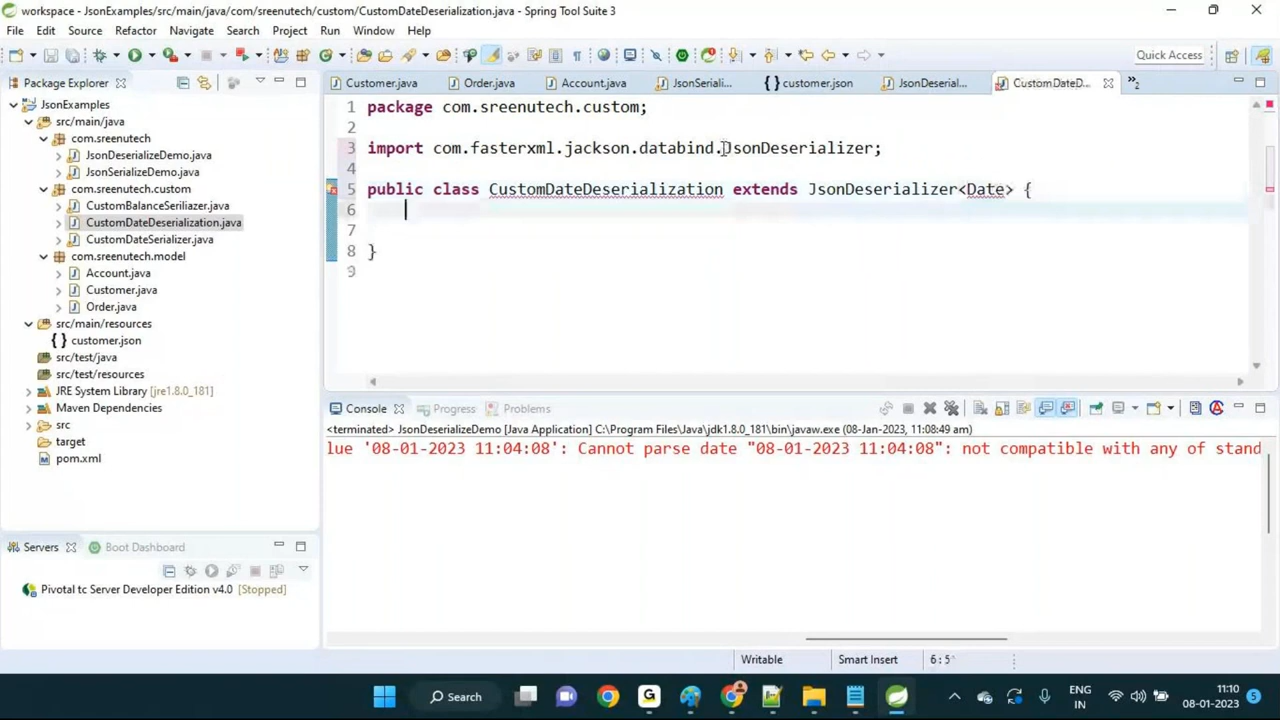 workspace - JsonExamples/src/main/java/com/sreenutech/custom/CustomDateDeserialization.java - Spring Tool Suite 3
File Edit Source Refactor Navigate Search Project Run Window Help
Quick Access
Package Explorer
Customer.java Order.java Account.java JsonSeriali... customer.json JsonDeserial... CustomDateD... 2
JsonExamples
src/main/java
com.sreenutech
JsonDeserializeDemo.java
JsonSerializeDemo.java
com.sreenutech.custom
CustomBalanceSeriliazer.java
CustomDateDeserialization.java
CustomDateSerializer.java
com.sreenutech.model
Account.java
Customer.java
Order.java
src/main/resources
customer.json
src/test/java
src/test/resources
JRE System Library [jre1.8.0_181]
Maven Dependencies
src
target
pom.xml
1 package com.sreenutech.custom;
2
3 import com.fasterxml.jackson.databind.JsonDeserializer;
4
5 public class CustomDateDeserialization extends JsonDeserializer<Date> {
6
7
8 }
9
Console Progress Problems
<terminated> JsonDeserializeDemo [Java Application] C:\Program Files\Java\jdk1.8.0_181\bin\javaw.exe (08-Jan-2023, 11:08:49 am)
lue '08-01-2023 11:04:08': Cannot parse date "08-01-2023 11:04:08": not compatible with any of stand
Servers Boot Dashboard
Pivotal tc Server Developer Edition v4.0 [Stopped]
Writable Smart Insert 6 : 5
Search
ENG
IN
11:10
08-01-2023
5